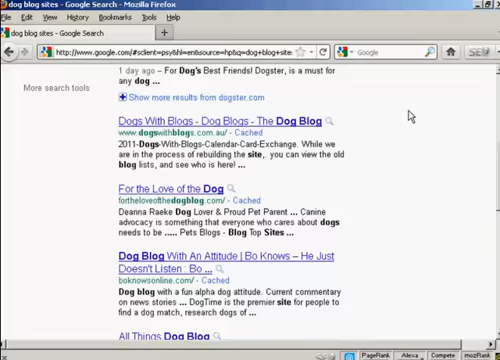 dog blog sites - Google Search - Mozilla Firefox
Edit View History Bookmarks Tools Help
dog blog sites - Google Search
http://www.google.com/#sclient=psy&hl=en&source=hp&q=dog+blog+sites
Google
More search tools
1 day ago – For Dog's Best Friends! Dogster, is a must for
any dog ...
Show more results from dogster.com
Dogs With Blogs - Dog Blogs - The Dog Blog
www.dogswithblogs.com.au/ - Cached
2011-Dogs-With-Blogs-Calendar-Card-Exchange. While we
are in the process of rebuilding the site,. you can view the old
blog lists, and see who is here! ...
For the Love of the Dog
fortheloveofthedogblog.com/ - Cached
Deanna Raeke Dog Lover & Proud Pet Parent ... Canine
advocacy is something that everyone who cares about dogs
needs to be ..... Pets Blogs - Blog Top Sites ...
Dog Blog With An Attitude | Bo Knows – He Just
Doesn't Listen : Bo ...
boknowsonline.com/ - Cached
Dog blog with a fun alpha dog attitude. Current commentary
on news stories ... DogTime is the premier site for people to
find a dog match, research dogs of ...
All Things Dog Blog
PageRank Alexa Compete mozRank